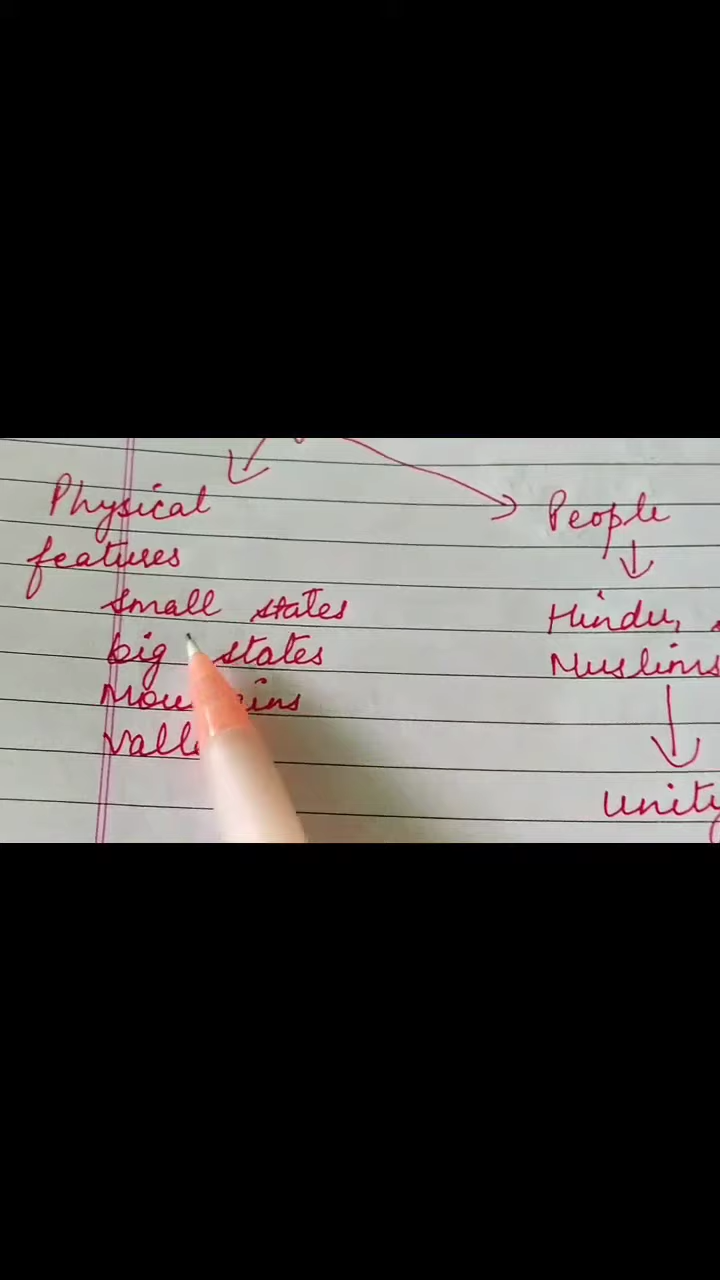 Physical
features
small states
big states
People
Hindu,
Muslims
Unity